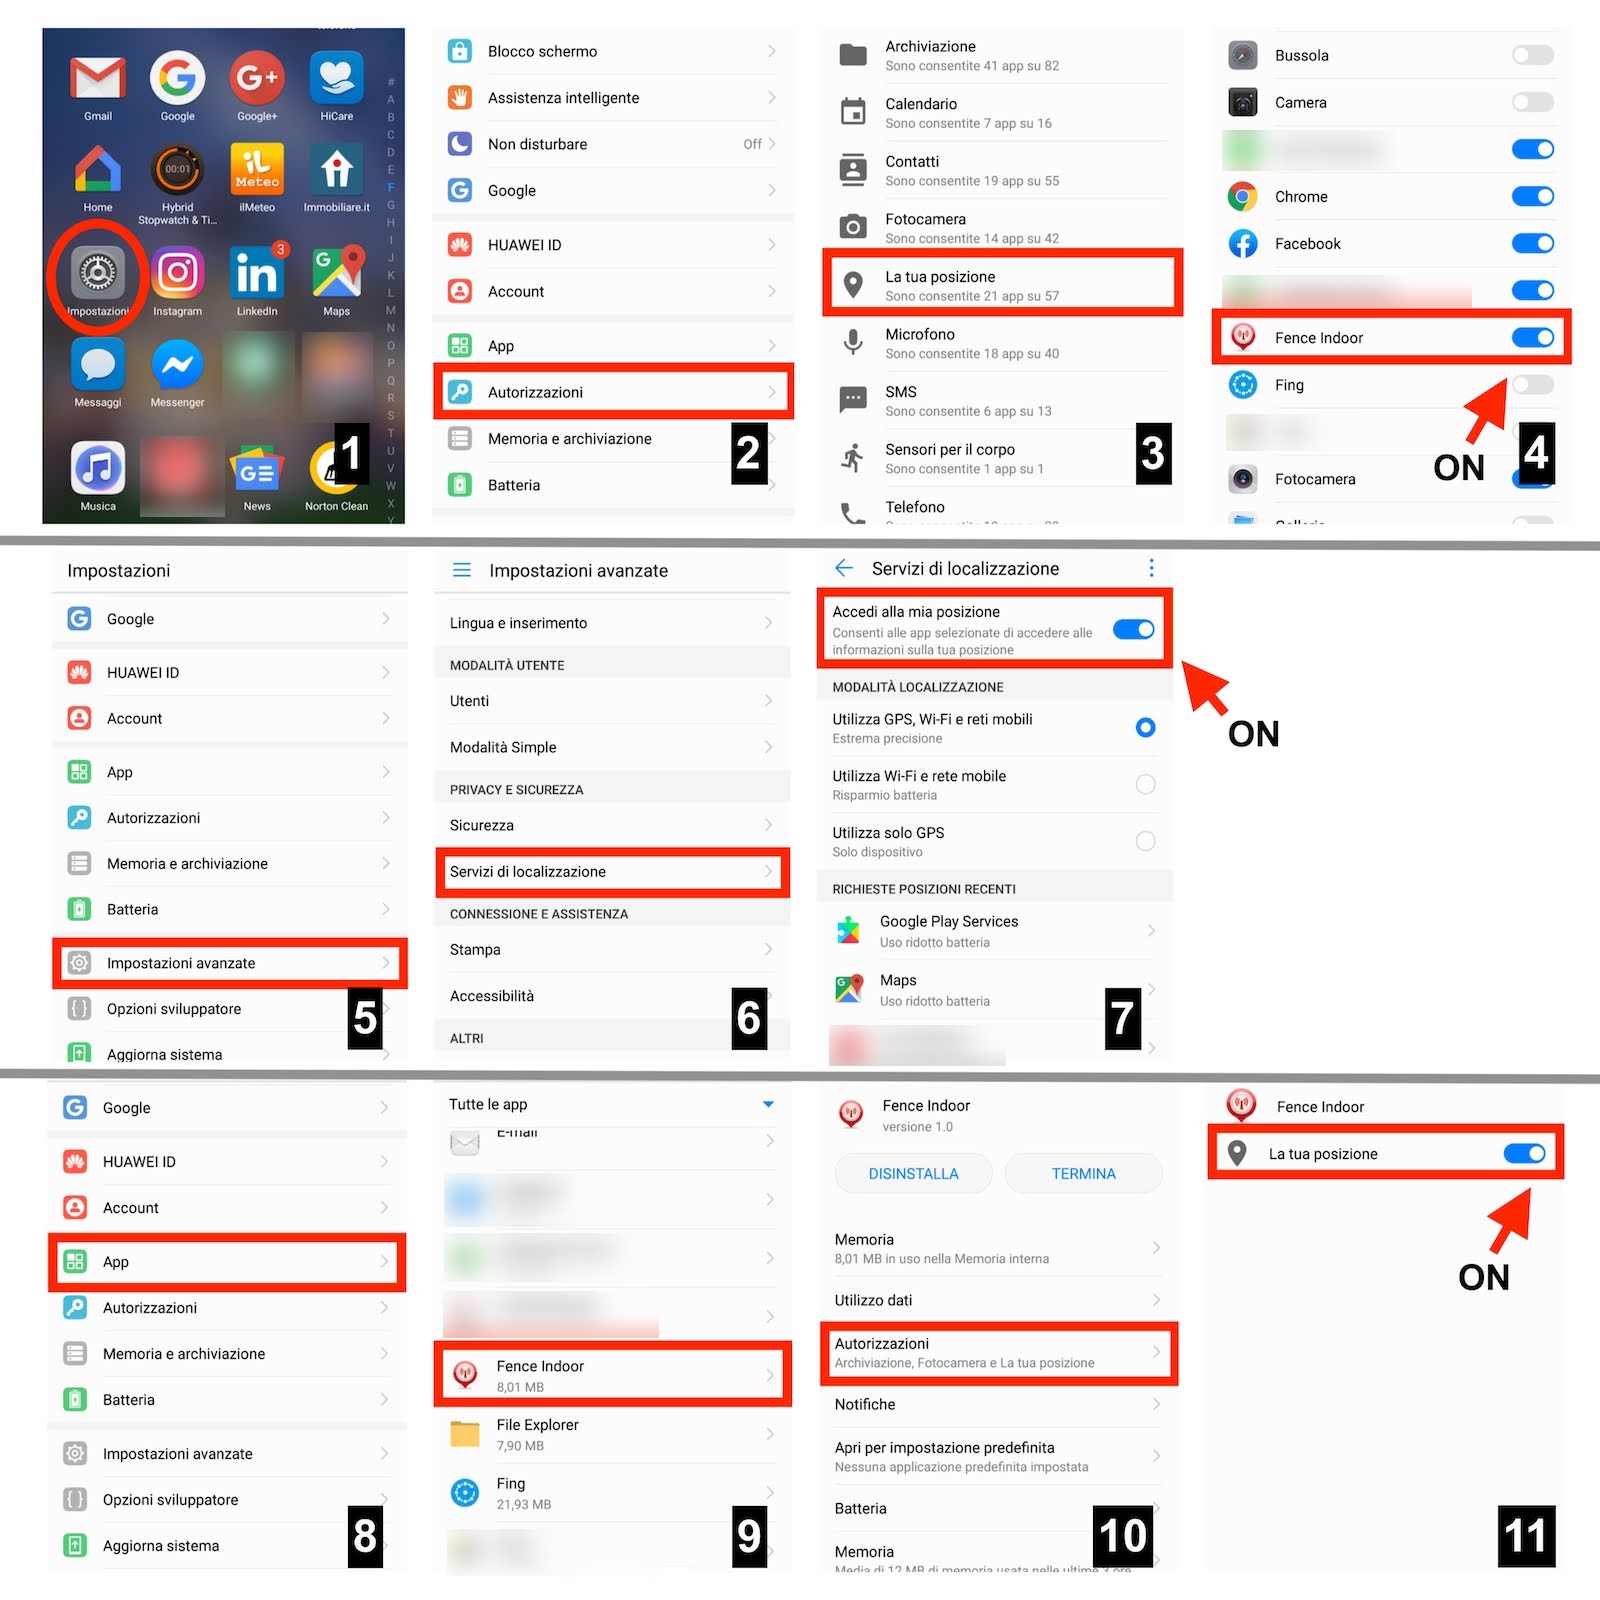 Gmail
Google
Google+
HiCare
00:01
iL
Meteo
Home
Hybrid
Stopwatch & Ti...
ilMeteo
Immobiliare.it
3
in
G
Impostazioni
Instagram
LinkedIn
Maps
Messaggi
Messenger
GE
Musica
News
Norton Clean
#
A
B
C
D
E
F
G
H
I
J
K
L
M
N
O
P
Q
R
S
T
U
V
W
X
Y
1
Blocco schermo
Assistenza intelligente
Non disturbare
Off
Google
HUAWEI ID
Account
App
Autorizzazioni
Memoria e archiviazione
Batteria
2
Archiviazione
Sono consentite 41 app su 82
Calendario
Sono consentite 7 app su 16
Contatti
Sono consentite 19 app su 55
Fotocamera
Sono consentite 14 app su 42
La tua posizione
Sono consentite 21 app su 57
Microfono
Sono consentite 18 app su 40
SMS
Sono consentite 6 app su 13
Sensori per il corpo
Sono consentite 1 app su 1
Telefono
3
Bussola
Camera
Chrome
Facebook
Fence Indoor
Fing
ON
4
Fotocamera
Impostazioni
Google
HUAWEI ID
Account
App
Autorizzazioni
Memoria e archiviazione
Batteria
Impostazioni avanzate
Opzioni sviluppatore
Aggiorna sistema
5
Impostazioni avanzate
Lingua e inserimento
MODALITÀ UTENTE
Utenti
Modalità Simple
PRIVACY E SICUREZZA
Sicurezza
Servizi di localizzazione
CONNESSIONE E ASSISTENZA
Stampa
Accessibilità
ALTRI
6
Servizi di localizzazione
Accedi alla mia posizione
Consenti alle app selezionate di accedere alle
informazioni sulla tua posizione
ON
MODALITÀ LOCALIZZAZIONE
Utilizza GPS, Wi-Fi e reti mobili
Estrema precisione
Utilizza Wi-Fi e rete mobile
Risparmio batteria
Utilizza solo GPS
Solo dispositivo
RICHIESTE POSIZIONI RECENTI
Google Play Services
Uso ridotto batteria
Maps
Uso ridotto batteria
7
Google
HUAWEI ID
Account
App
Autorizzazioni
Memoria e archiviazione
Batteria
Impostazioni avanzate
Opzioni sviluppatore
Aggiorna sistema
8
Tutte le app
E-mail
Fence Indoor
8,01 MB
File Explorer
7,90 MB
Fing
21,93 MB
9
Fence Indoor
versione 1.0
DISINSTALLA
TERMINA
Memoria
8,01 MB in uso nella Memoria interna
Utilizzo dati
Autorizzazioni
Archiviazione, Fotocamera e La tua posizione
Notifiche
Apri per impostazione predefinita
Nessuna applicazione predefinita impostata
Batteria
Memoria
Media di 12 MB di memoria usata nelle ultime 3 ore
10
Fence Indoor
La tua posizione
ON
11